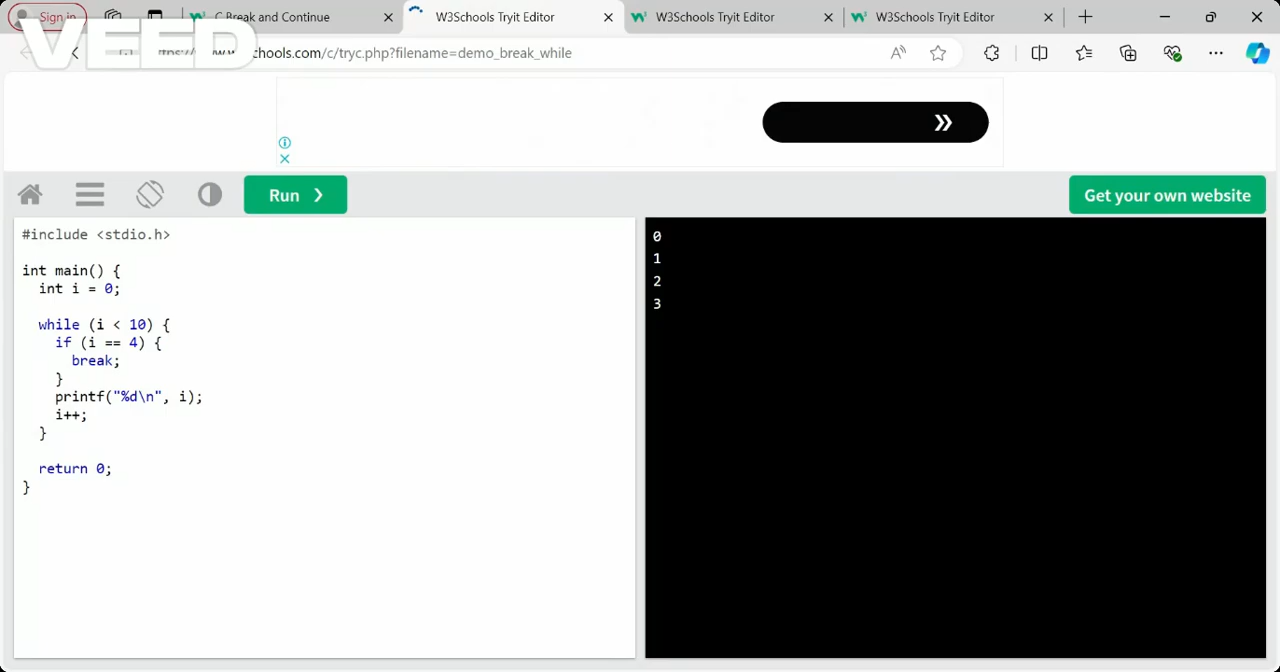 Sign in
C Break and Continue
W3Schools Tryit Editor
W3Schools Tryit Editor
W3Schools Tryit Editor
VEED
chools.com/c/tryc.php?filename=demo_break_while
Run ❯
Get your own website
#include <stdio.h>
int main() {
  int i = 0;
  while (i < 10) {
    if (i == 4) {
      break;
    }
    printf("%d\n", i);
    i++;
  }
  return 0;
}
0
1
2
3